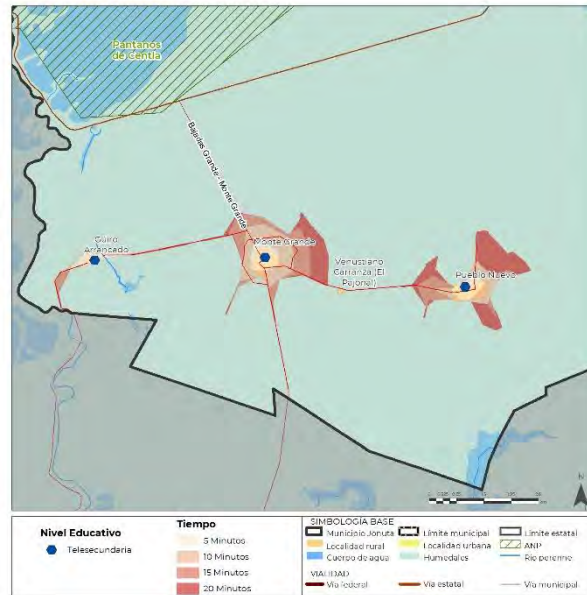 Pantanos
de Centla
Bajadas Grande - Monte Grande
Guiro
Arrancado
Monte Grande
Venustiano
Carranza (El
Pajonal)
Pueblo Nuevo
N
Nivel Educativo
Telesecundaria
Tiempo
5 Minutos
10 Minutos
15 Minutos
20 Minutos
SIMBOLOGÍA BASE
Municipio Jonuta
Límite municipal
Límite estatal
Localidad rural
Localidad urbana
ANP
Cuerpo de agua
Humedales
Río perenne
VIALIDAD
Vía federal
Vía estatal
Vía municipal